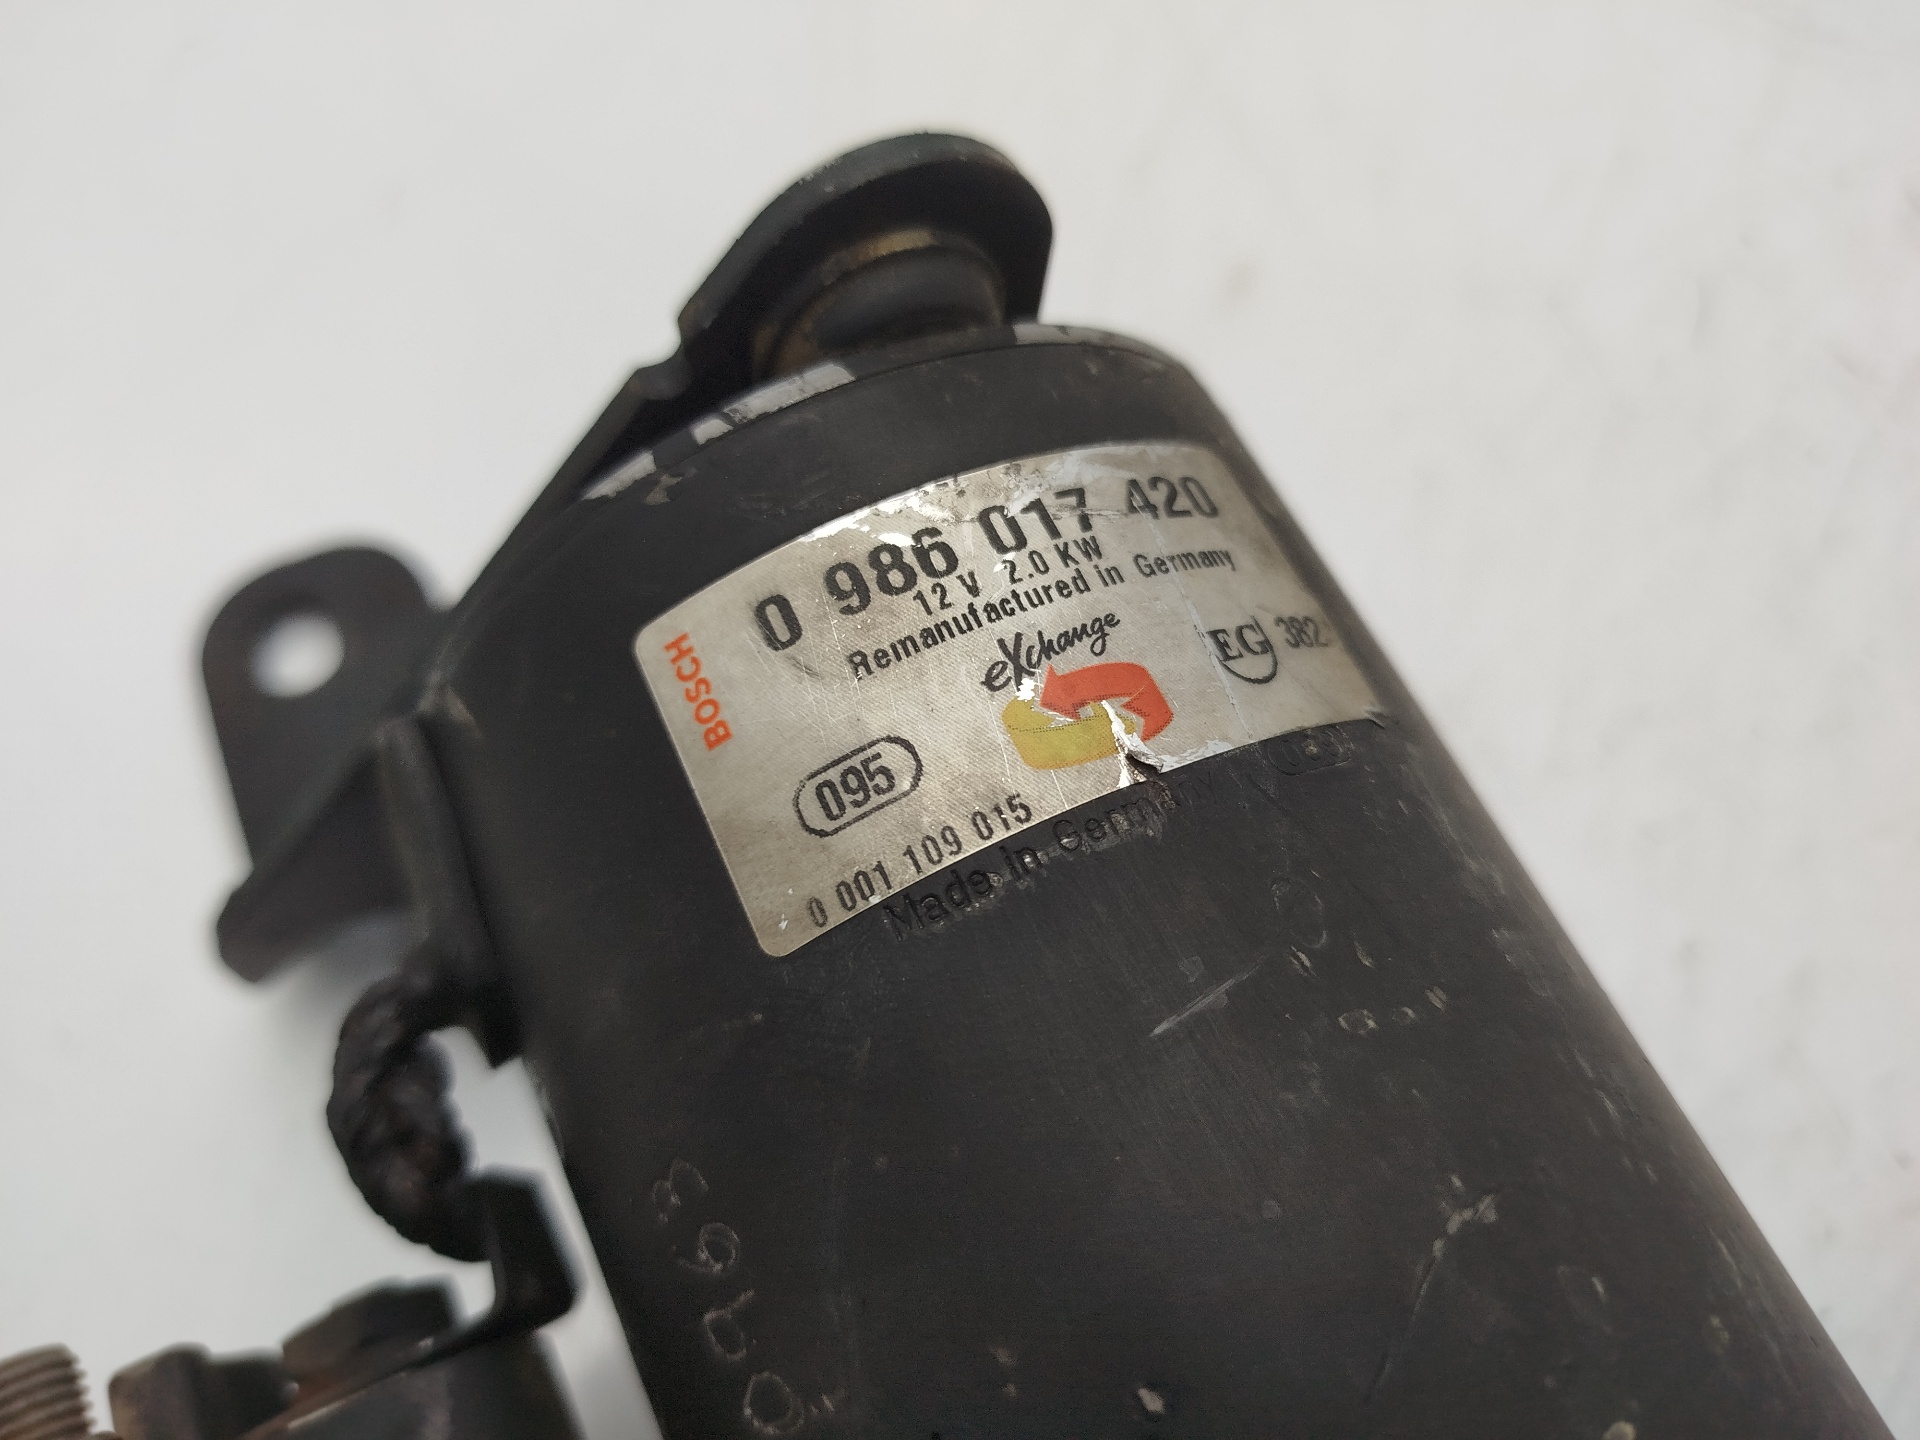 BOSCH
0 986 017 420
12 V 2.0 KW
Remanufactured in Germany
eXchange
EG 382
095
0 001 109 015
Made in Germany